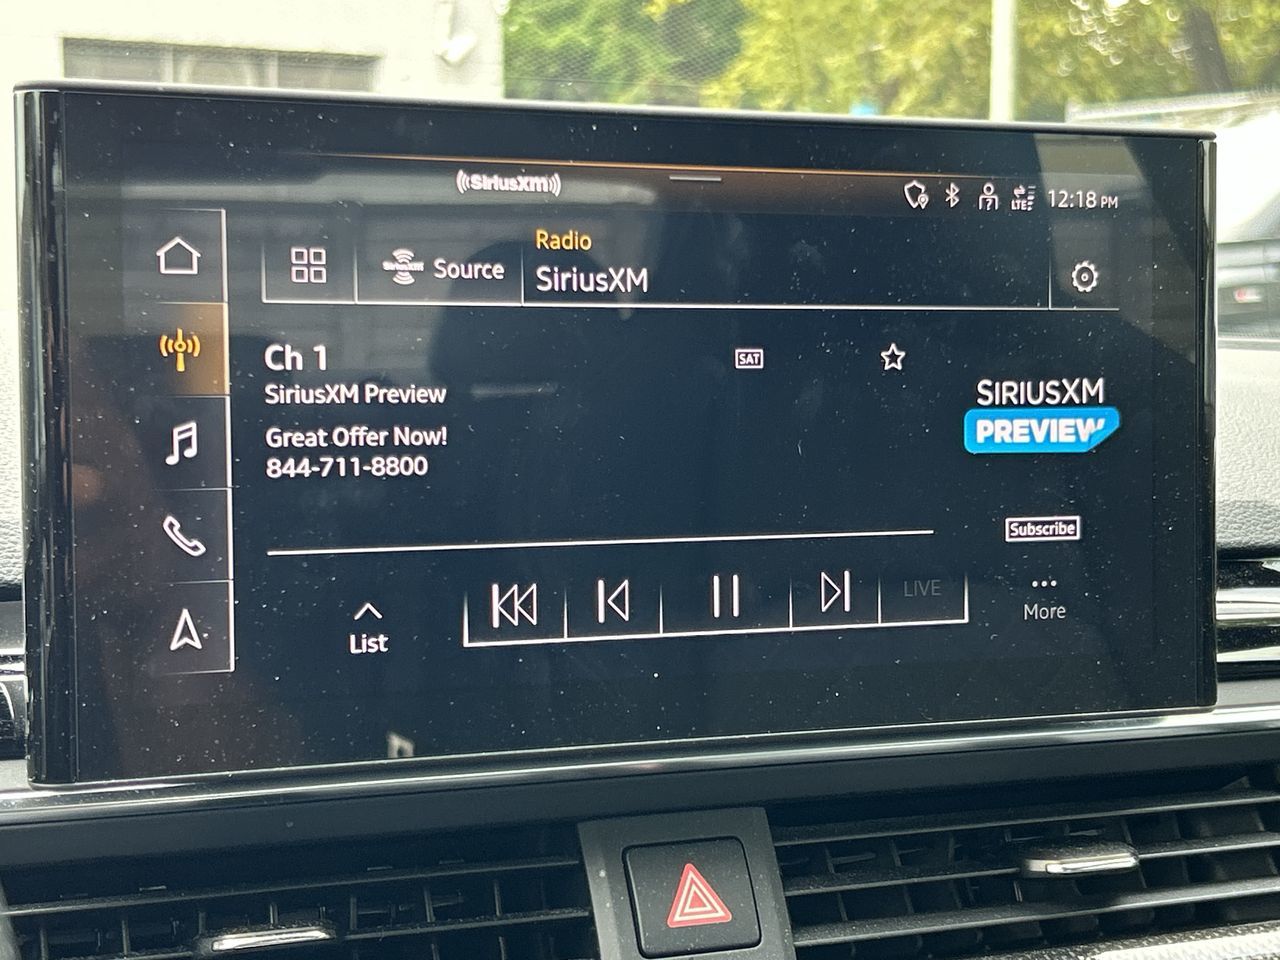 SiriusXM
LTE 12:18 PM
Radio
SiriusXM Source
SiriusXM
Ch 1
SAT
SiriusXM Preview
Great Offer Now!
844-711-8800
SIRIUSXM
PREVIEW
Subscribe
LIVE
List
More